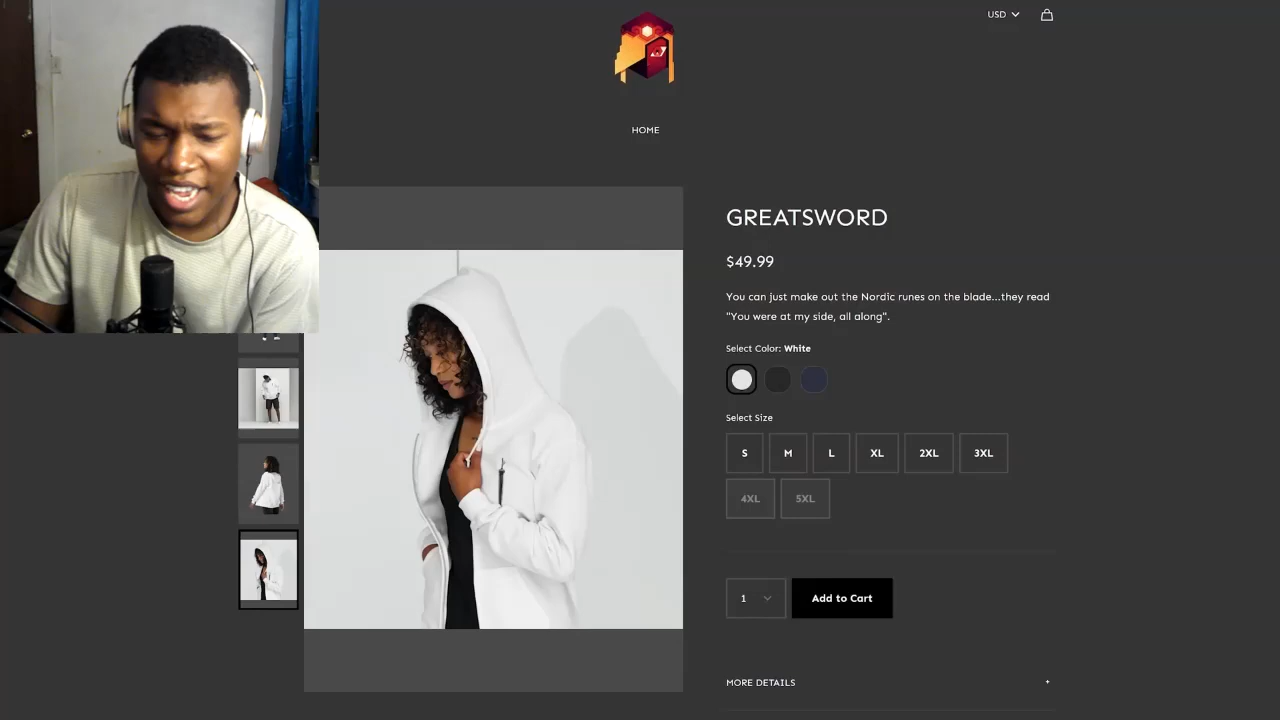 USD
HOME
GREATSWORD
$49.99
You can just make out the Nordic runes on the blade...they read
"You were at my side, all along".
Select Color: White
Select Size
S M L XL 2XL 3XL
4XL 5XL
1 Add to Cart
MORE DETAILS +